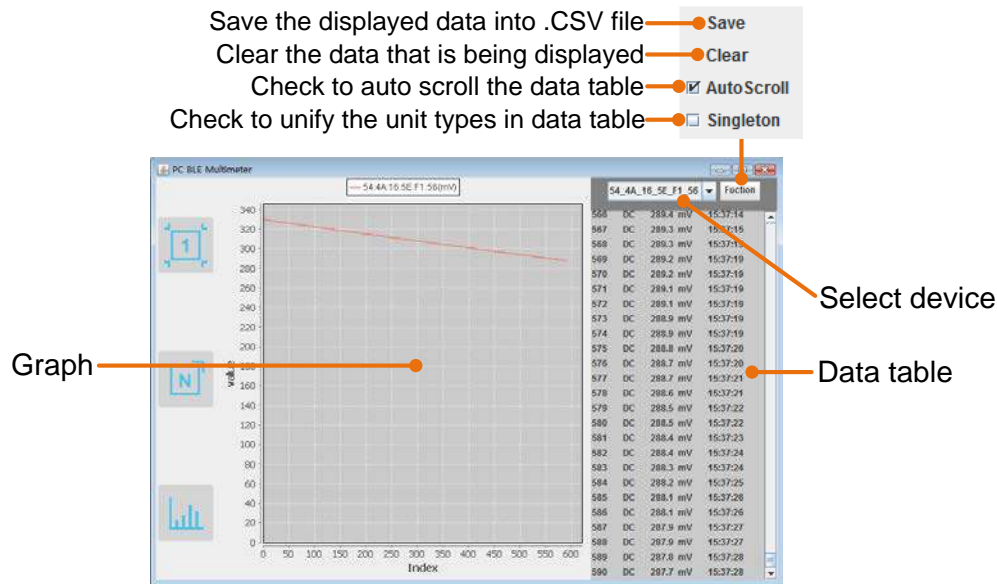 Save the displayed data into .CSV file
Save
Clear the data that is being displayed
Clear
Check to auto scroll the data table
AutoScroll
Check to unify the unit types in data table
Singleton
PC BLE Multimeter
54:4A:16:5E:F1:56(mV)
54_4A_16_5E_F1_56
Fuction
1
N
Graph
Select device
Data table
value
340
320
300
280
260
240
220
200
180
160
140
120
100
80
60
40
20
0
0 50 100 150 200 250 300 350 400 450 500 550 600
Index
566 DC 289.4 mV 15:37:14
567 DC 289.3 mV 15:37:15
568 DC 289.3 mV
569 DC 289.2 mV 15:37:19
570 DC 289.2 mV 15:37:19
571 DC 289.1 mV 15:37:19
572 DC 289.1 mV 15:37:19
573 DC 288.9 mV 15:37:19
574 DC 288.9 mV 15:37:19
575 DC 288.8 mV 15:37:20
576 DC 288.7 mV 15:37:20
577 DC 288.7 mV 15:37:21
578 DC 288.6 mV 15:37:21
579 DC 288.5 mV 15:37:22
580 DC 288.5 mV 15:37:22
581 DC 288.4 mV 15:37:23
582 DC 288.4 mV 15:37:24
583 DC 288.3 mV 15:37:24
584 DC 288.2 mV 15:37:25
585 DC 288.1 mV 15:37:26
586 DC 288.1 mV 15:37:26
587 DC 287.9 mV 15:37:27
588 DC 287.9 mV 15:37:27
589 DC 287.8 mV 15:37:28
590 DC 287.7 mV 15:37:28